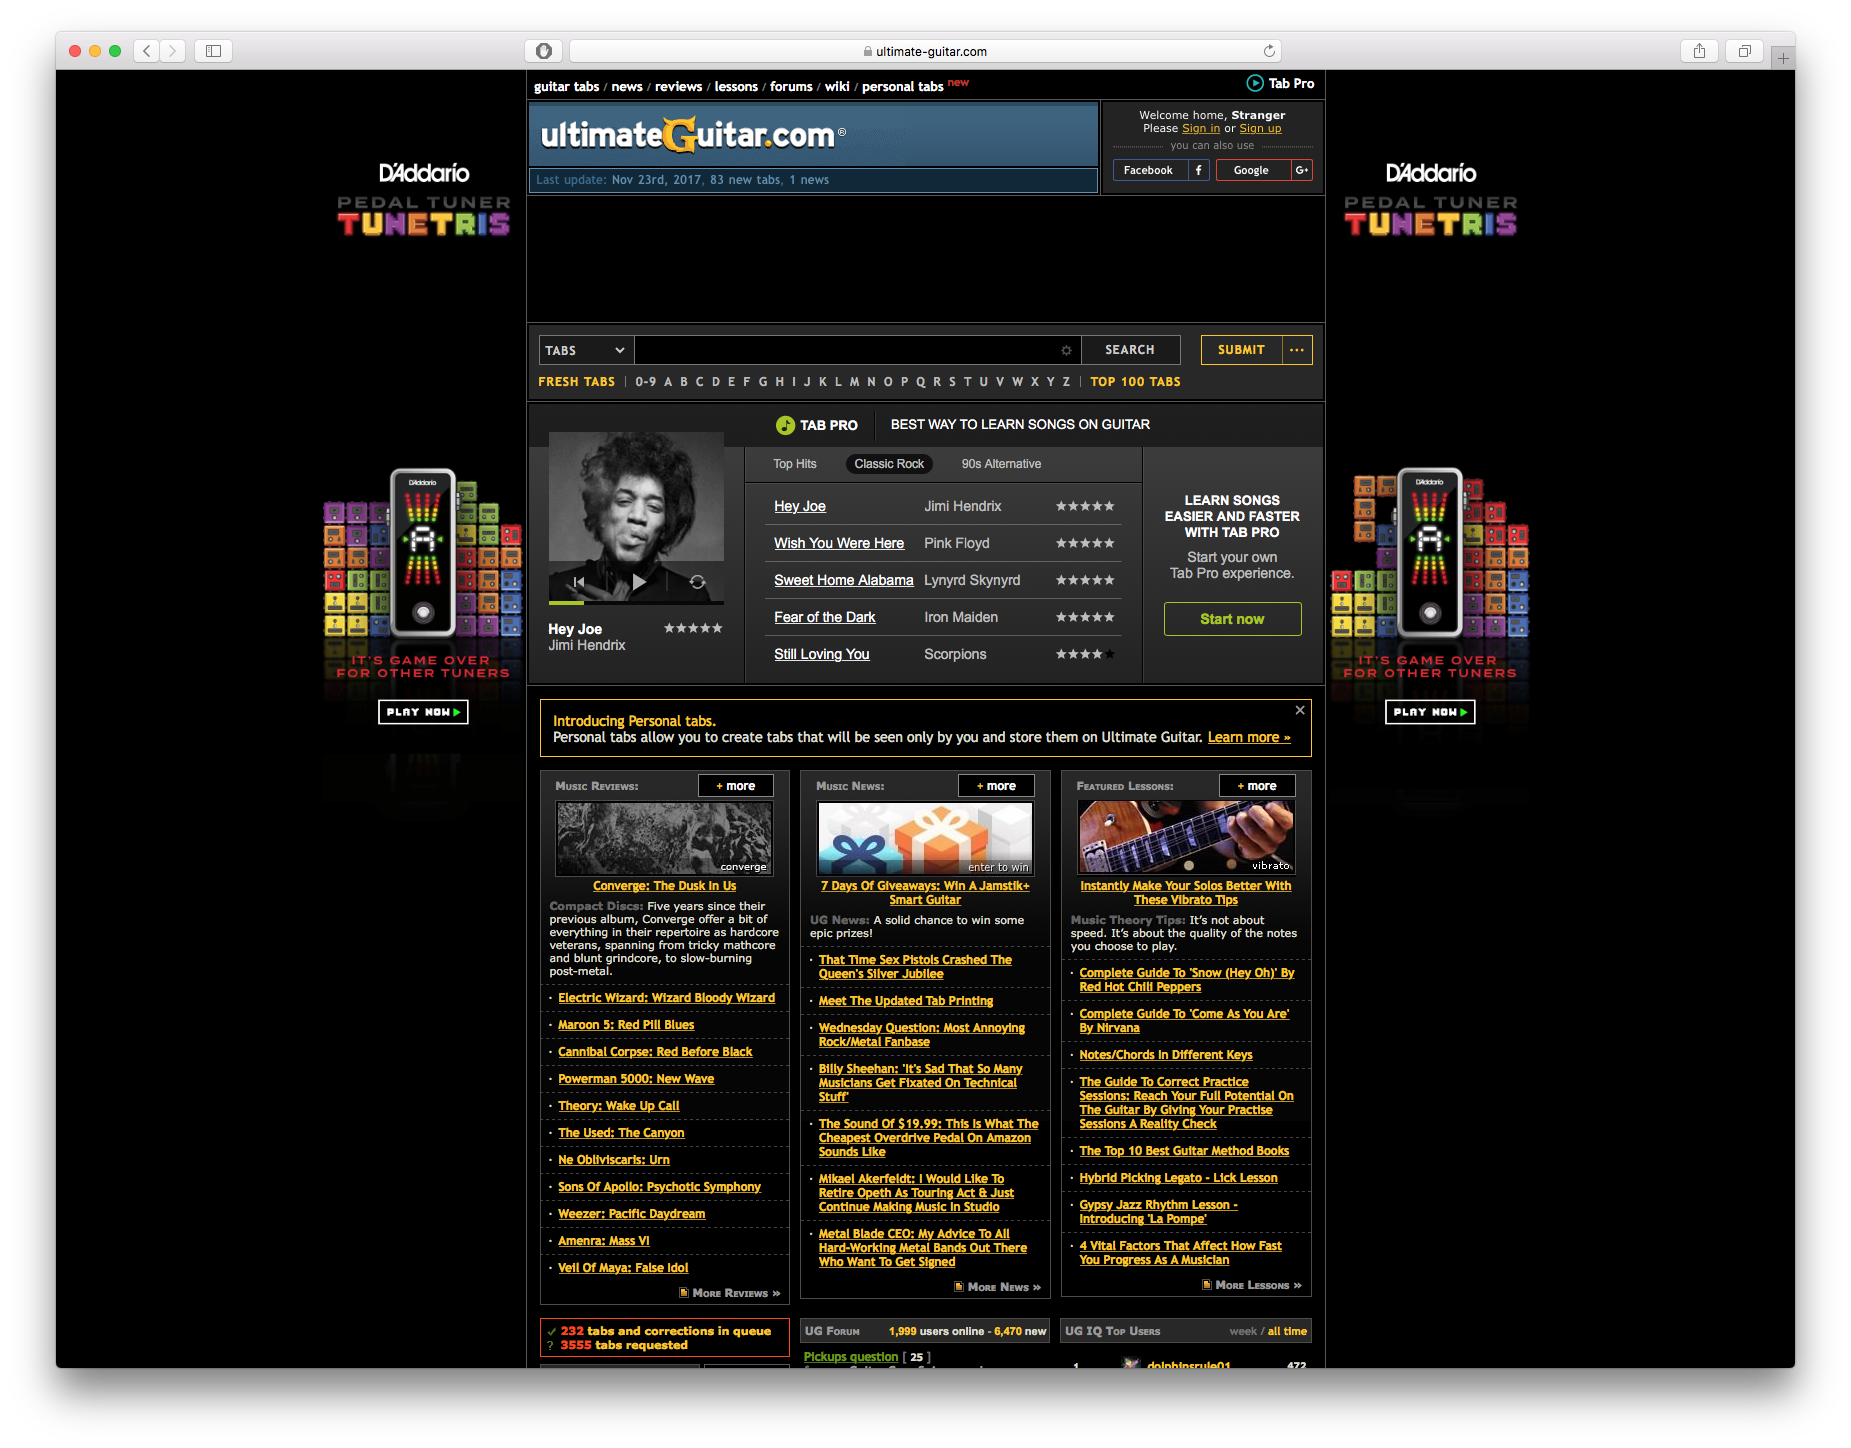 ultimate-guitar.com
guitar tabs / news / reviews / lessons / forums / wiki / personal tabs new
Tab Pro
ultimateGuitar.com®
Last update: Nov 23rd, 2017, 83 new tabs, 1 news
Welcome home, Stranger
Please Sign in or Sign up
you can also use
Facebook f Google G+
D'Addario
PEDAL TUNER
TUNETRIS
D'Addario
A
IT'S GAME OVER
FOR OTHER TUNERS
PLAY NOW
D'Addario
PEDAL TUNER
TUNETRIS
D'Addario
A
IT'S GAME OVER
FOR OTHER TUNERS
PLAY NOW
TABS SEARCH SUBMIT ...
FRESH TABS | 0-9 A B C D E F G H I J K L M N O P Q R S T U V W X Y Z | TOP 100 TABS
TAB PRO BEST WAY TO LEARN SONGS ON GUITAR
Hey Joe
Jimi Hendrix
Top Hits Classic Rock 90s Alternative
Hey Joe Jimi Hendrix
Wish You Were Here Pink Floyd
Sweet Home Alabama Lynyrd Skynyrd
Fear of the Dark Iron Maiden
Still Loving You Scorpions
LEARN SONGS
EASIER AND FASTER
WITH TAB PRO
Start your own
Tab Pro experience.
Start now
Introducing Personal tabs.
Personal tabs allow you to create tabs that will be seen only by you and store them on Ultimate Guitar. Learn more »
Music Reviews: + more
converge
Converge: The Dusk In Us
Compact Discs: Five years since their
previous album, Converge offer a bit of
everything in their repertoire as hardcore
veterans, spanning from tricky mathcore
and blunt grindcore, to slow-burning
post-metal.
· Electric Wizard: Wizard Bloody Wizard
· Maroon 5: Red Pill Blues
· Cannibal Corpse: Red Before Black
· Powerman 5000: New Wave
· Theory: Wake Up Call
· The Used: The Canyon
· Ne Obliviscaris: Urn
· Sons Of Apollo: Psychotic Symphony
· Weezer: Pacific Daydream
· Amenra: Mass VI
· Veil Of Maya: False Idol
More Reviews »
Music News: + more
enter to win
7 Days Of Giveaways: Win A Jamstik+
Smart Guitar
UG News: A solid chance to win some
epic prizes!
· That Time Sex Pistols Crashed The
Queen's Silver Jubilee
· Meet The Updated Tab Printing
· Wednesday Question: Most Annoying
Rock/Metal Fanbase
· Billy Sheehan: 'It's Sad That So Many
Musicians Get Fixated On Technical
Stuff'
· The Sound Of $19.99: This Is What The
Cheapest Overdrive Pedal On Amazon
Sounds Like
· Mikael Akerfeldt: I Would Like To
Retire Opeth As Touring Act & Just
Continue Making Music In Studio
· Metal Blade CEO: My Advice To All
Hard-Working Metal Bands Out There
Who Want To Get Signed
More News »
Featured Lessons: + more
vibrato
Instantly Make Your Solos Better With
These Vibrato Tips
Music Theory Tips: It's not about
speed. It's about the quality of the notes
you choose to play.
· Complete Guide To 'Snow (Hey Oh)' By
Red Hot Chili Peppers
· Complete Guide To 'Come As You Are'
By Nirvana
· Notes/Chords In Different Keys
· The Guide To Correct Practice
Sessions; Reach Your Full Potential On
The Guitar By Giving Your Practise
Sessions A Reality Check
· The Top 10 Best Guitar Method Books
· Hybrid Picking Legato - Lick Lesson
· Gypsy Jazz Rhythm Lesson -
Introducing 'La Pompe'
· 4 Vital Factors That Affect How Fast
You Progress As A Musician
More Lessons »
232 tabs and corrections in queue
? 3555 tabs requested
UG Forum 1,999 users online - 6,470 new
Pickups question [ 25 ]
UG IQ Top Users week / all time
1 dolphinsrule01 472